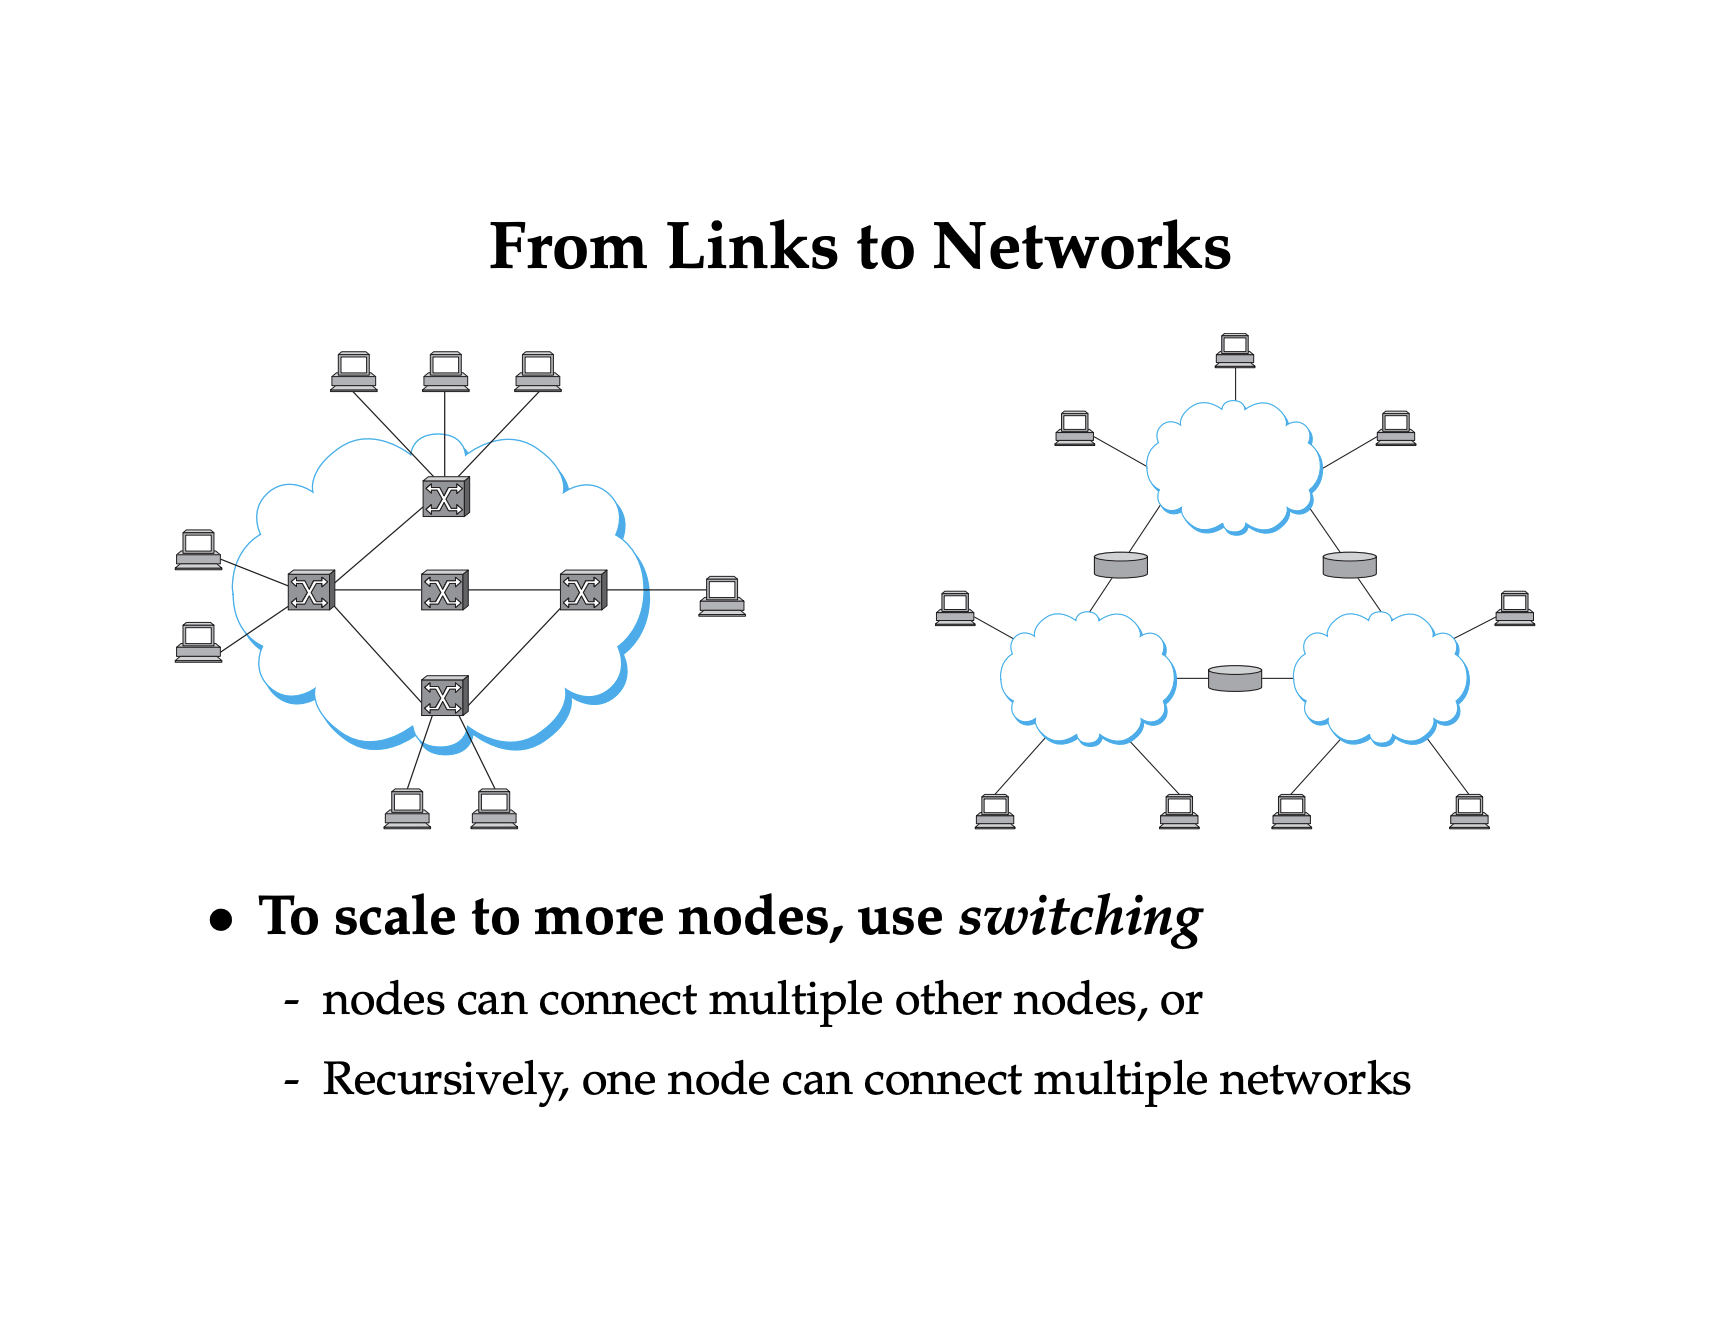 From Links to Networks
• To scale to more nodes, use switching
- nodes can connect multiple other nodes, or
- Recursively, one node can connect multiple networks